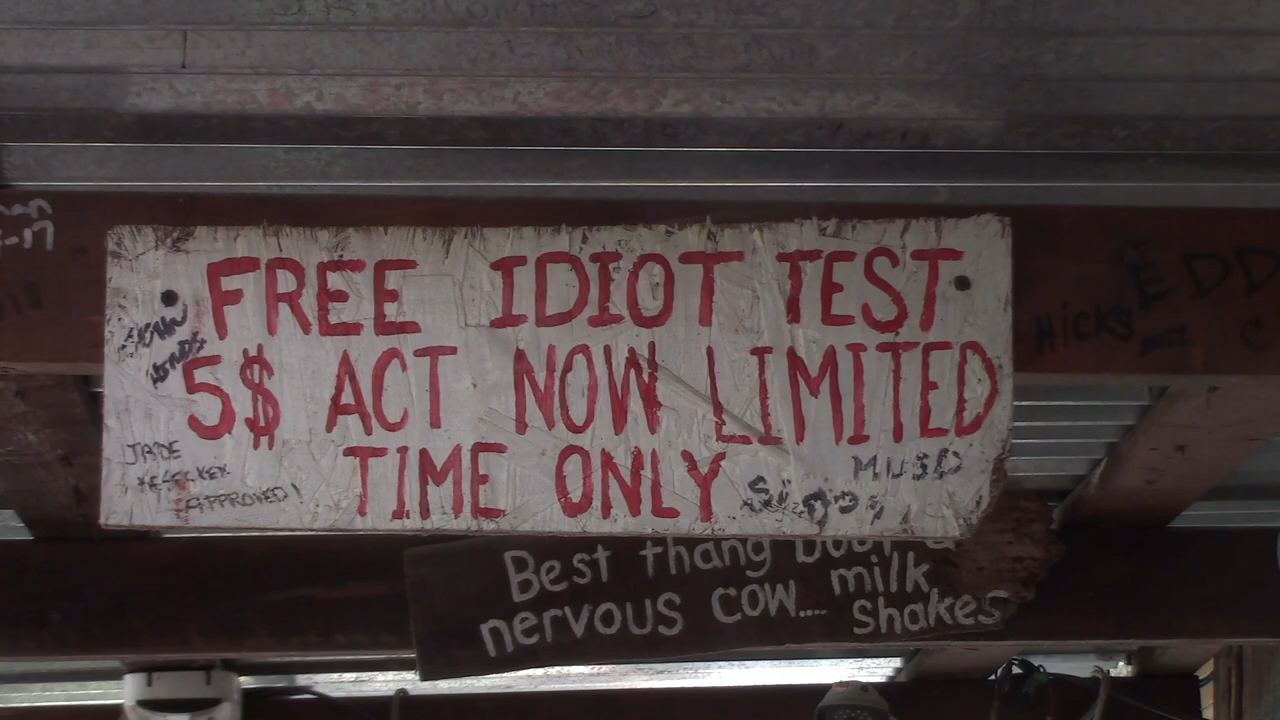 FREE IDIOT TEST
5$ ACT NOW LIMITED
TIME ONLY
JADE
APPROVED!
Best thang bout a
nervous cow.... milk
shakes
HICKS
EDD